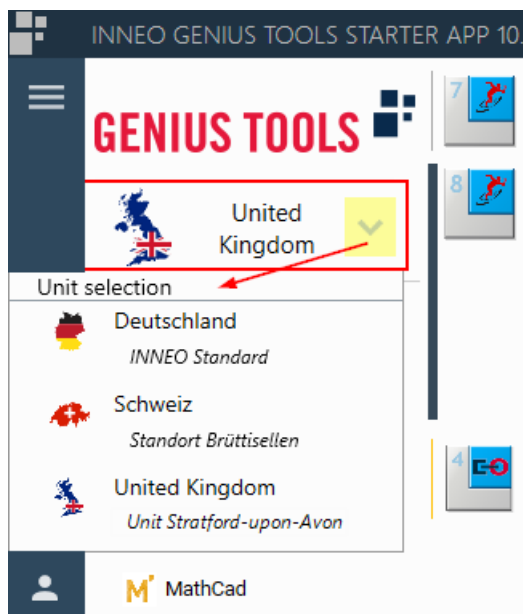 INNEO GENIUS TOOLS STARTER APP 10.
GENIUS TOOLS
7
8
United
Kingdom
Unit selection
Deutschland
INNEO Standard
Schweiz
Standort Brüttisellen
4
United Kingdom
Unit Stratford-upon-Avon
MathCad